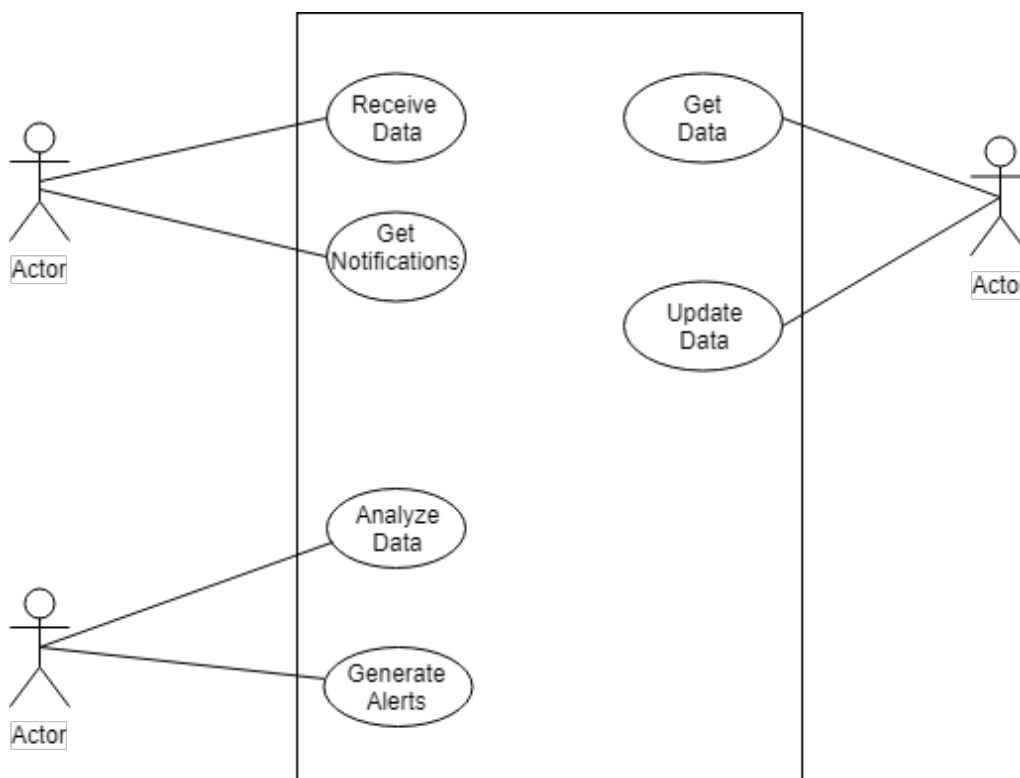 Receive
Data
Get
Data
Actor
Get
Notifications
Actor
Update
Data
Analyze
Data
Generate
Alerts
Actor